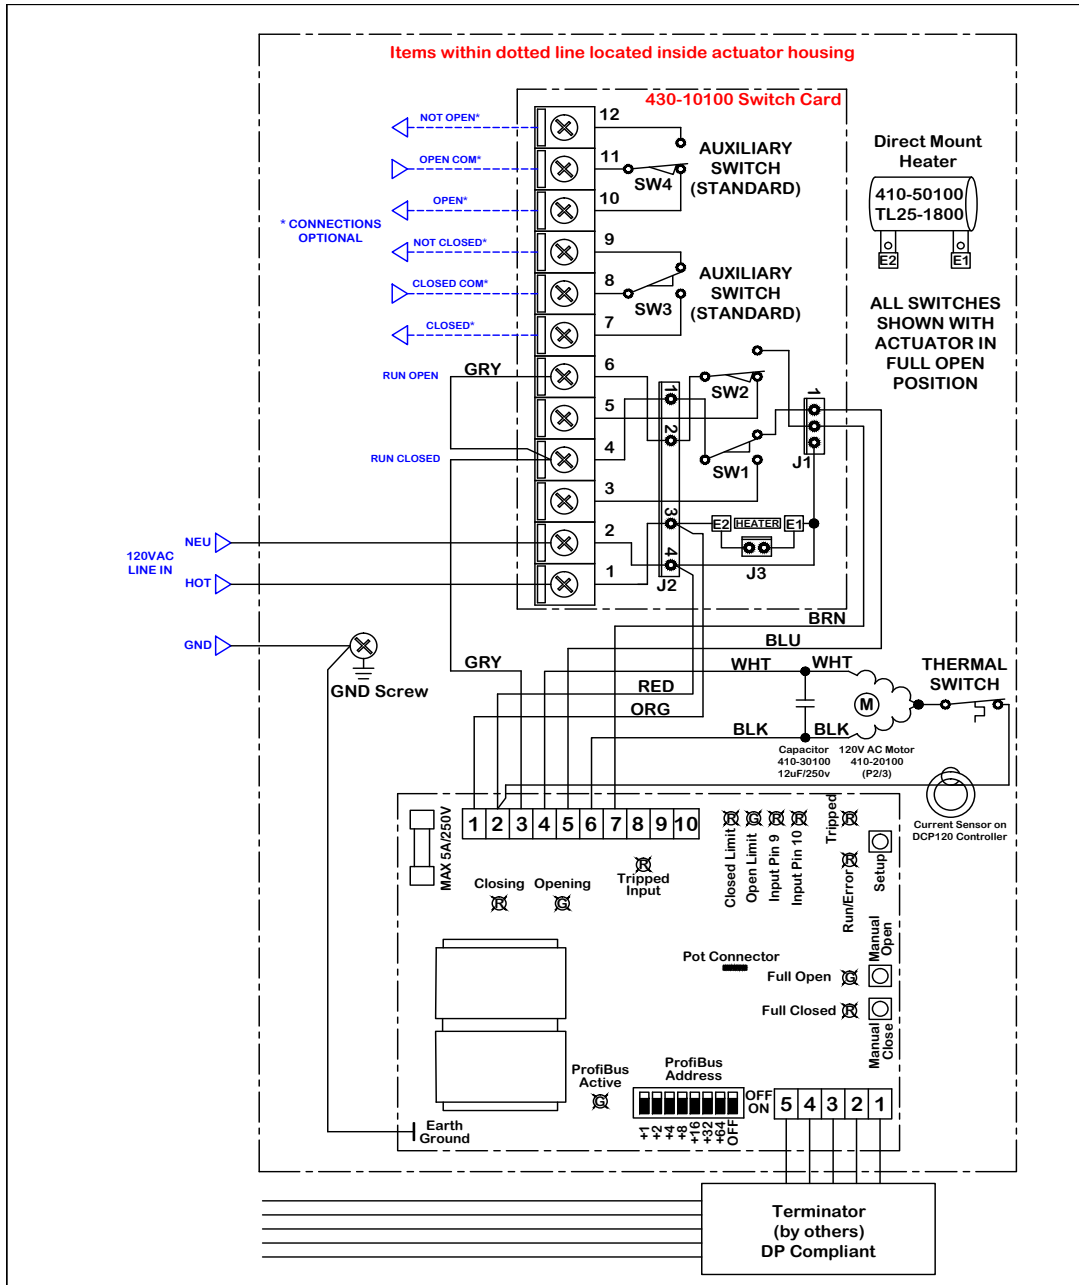 Items within dotted line located inside actuator housing
430-10100 Switch Card
NOT OPEN*
12
OPEN COM*
11
SW4
AUXILIARY
SWITCH
(STANDARD)
OPEN*
10
* CONNECTIONS
OPTIONAL
NOT CLOSED*
9
CLOSED COM*
8
SW3
AUXILIARY
SWITCH
(STANDARD)
CLOSED*
7
Direct Mount
Heater
410-50100
TL25-1800
E2
E1
ALL SWITCHES
SHOWN WITH
ACTUATOR IN
FULL OPEN
POSITION
RUN OPEN
GRY
6
5
RUN CLOSED
4
3
2
1
1
2
3
4
J2
SW2
SW1
1
J1
E2
HEATER
E1
J3
NEU
120VAC
LINE IN
HOT
GND
GND Screw
BRN
BLU
GRY
WHT
WHT
RED
ORG
BLK
BLK
M
THERMAL
SWITCH
Capacitor
410-30100
12uF/250v
120V AC Motor
410-20100
(P2/3)
Current Sensor on
DCP120 Controller
MAX 5A/250V
1 2 3 4 5 6 7 8 9 10
R
G
R
R
Closed Limit
Open Limit
Input Pin 9
Input Pin 10
Tripped
R
Run/Error
R
Setup
R
Tripped
Input
Closing
R
Opening
G
Pot Connector
Manual
Open
Full Open
G
Full Closed
R
Manual
Close
ProfiBus
Active
G
ProfiBus
Address
OFF
ON
+1
+2
+4
+8
+16
+32
+64
OFF
5 4 3 2 1
Earth
Ground
Terminator
(by others)
DP Compliant